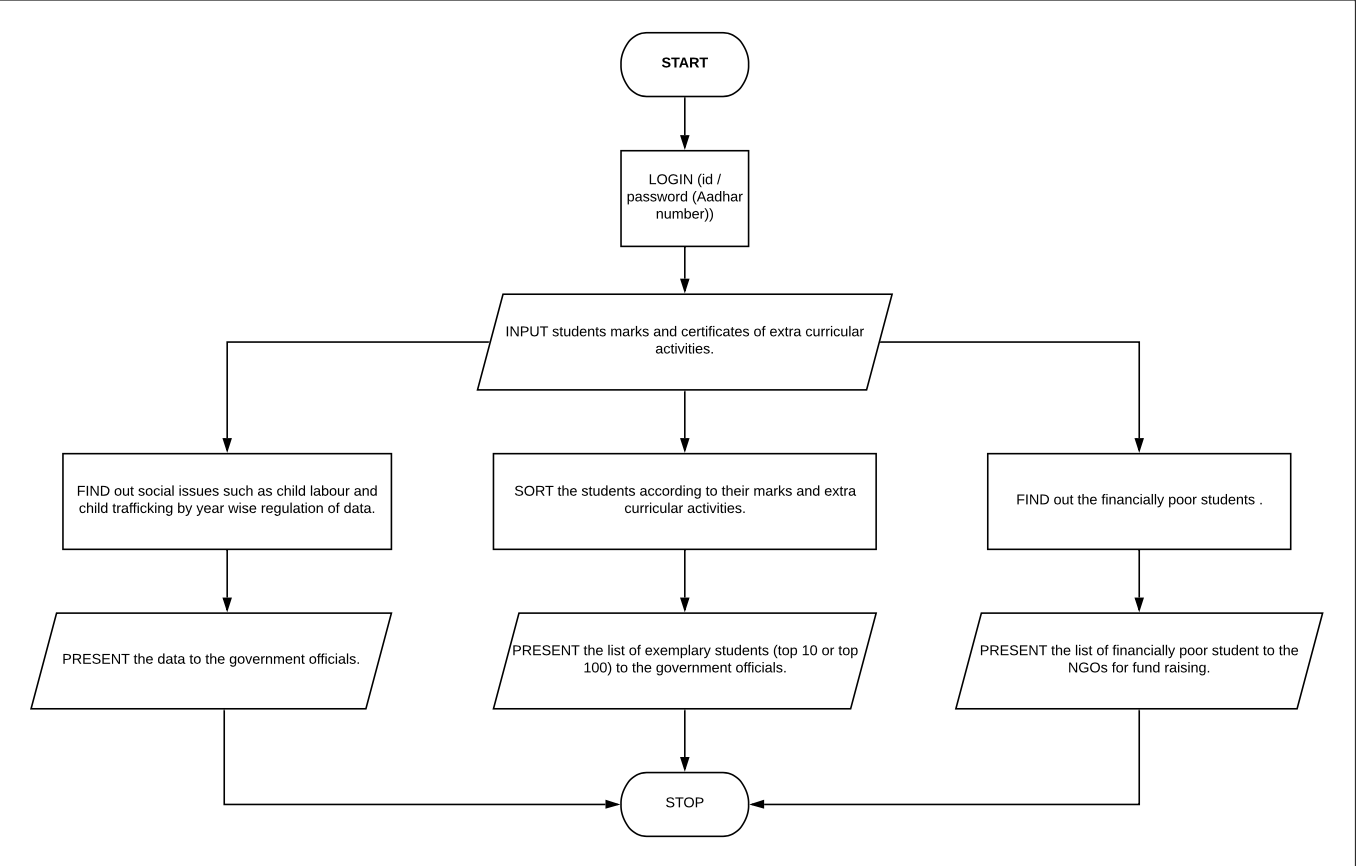 START
LOGIN (id /
password (Aadhar
number))
INPUT students marks and certificates of extra curricular
activities.
FIND out social issues such as child labour and
child trafficking by year wise regulation of data.
SORT the students according to their marks and extra
curricular activities.
FIND out the financially poor students .
PRESENT the data to the government officials.
PRESENT the list of exemplary students (top 10 or top
100) to the government officials.
PRESENT the list of financially poor student to the
NGOs for fund raising.
STOP